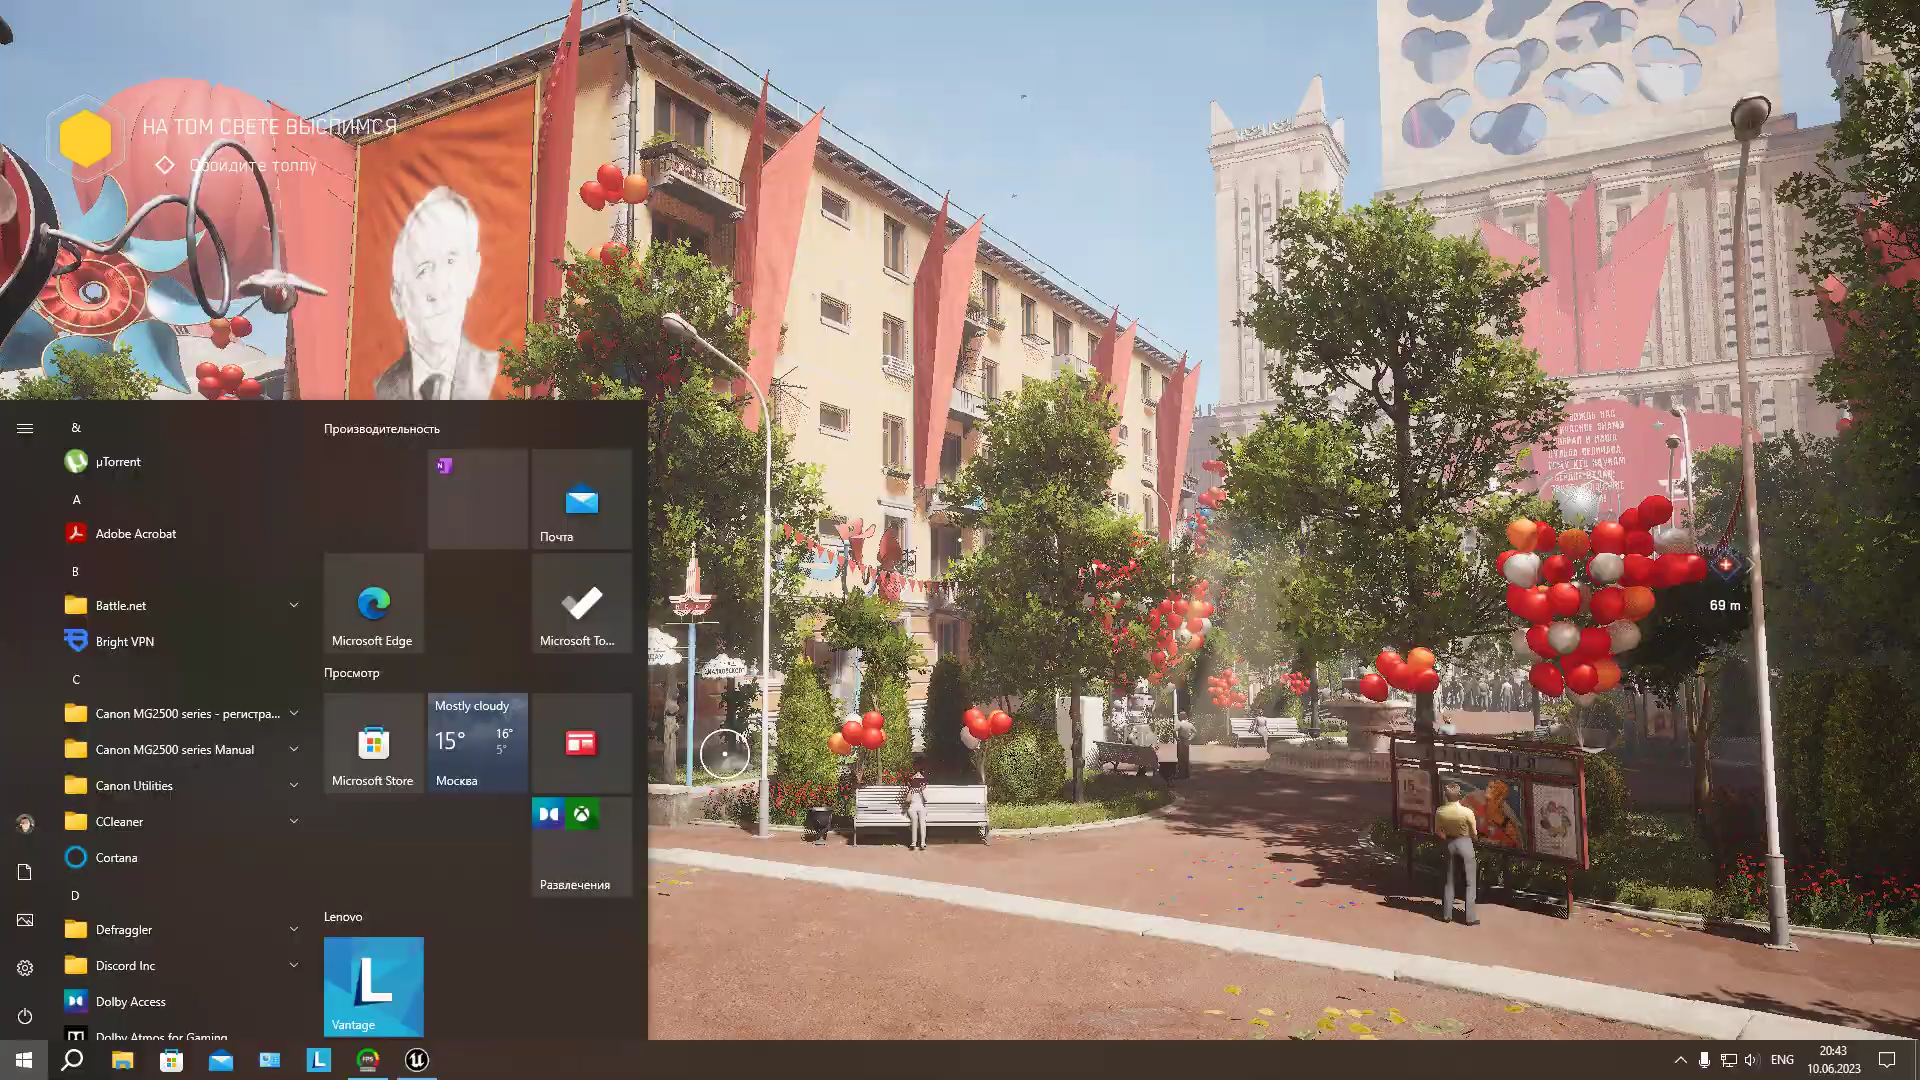 НА ТОМ СВЕТЕ ВЫСПИМСЯ
Обойдите толпу
&
µTorrent
A
Adobe Acrobat
B
Battle.net
Bright VPN
C
Canon MG2500 series - регистра...
Canon MG2500 series Manual
Canon Utilities
CCleaner
Cortana
D
Defraggler
Discord Inc
Dolby Access
Dolby Atmos for Gaming
Производительность
Почта
Microsoft Edge
Microsoft To...
Просмотр
Microsoft Store
Mostly cloudy
15°
16°
5°
Москва
Развлечения
Lenovo
L
Vantage
69 m
L
FPS
ENG
20:43
10.06.2023